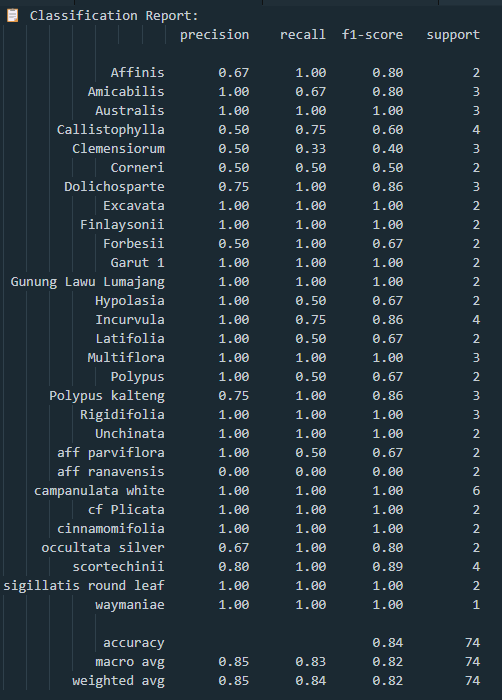 Classification Report:
precision recall f1-score support
Affinis 0.67 1.00 0.80 2
Amicabilis 1.00 0.67 0.80 3
Australis 1.00 1.00 1.00 3
Callistophylla 0.50 0.75 0.60 4
Clemensiorum 0.50 0.33 0.40 3
Corneri 0.50 0.50 0.50 2
Dolichosparte 0.75 1.00 0.86 3
Excavata 1.00 1.00 1.00 2
Finlaysonii 1.00 1.00 1.00 2
Forbesii 0.50 1.00 0.67 2
Garut 1 1.00 1.00 1.00 2
Gunung Lawu Lumajang 1.00 1.00 1.00 2
Hypolasia 1.00 0.50 0.67 2
Incurvula 1.00 0.75 0.86 4
Latifolia 1.00 0.50 0.67 2
Multiflora 1.00 1.00 1.00 3
Polypus 1.00 0.50 0.67 2
Polypus kalteng 0.75 1.00 0.86 3
Rigidifolia 1.00 1.00 1.00 3
Unchinata 1.00 1.00 1.00 2
aff parviflora 1.00 0.50 0.67 2
aff ranavensis 0.00 0.00 0.00 2
campanulata white 1.00 1.00 1.00 6
cf Plicata 1.00 1.00 1.00 2
cinnamomifolia 1.00 1.00 1.00 2
occultata silver 0.67 1.00 0.80 2
scortechinii 0.80 1.00 0.89 4
sigillatis round leaf 1.00 1.00 1.00 2
waymaniae 1.00 1.00 1.00 1
accuracy 0.84 74
macro avg 0.85 0.83 0.82 74
weighted avg 0.85 0.84 0.82 74